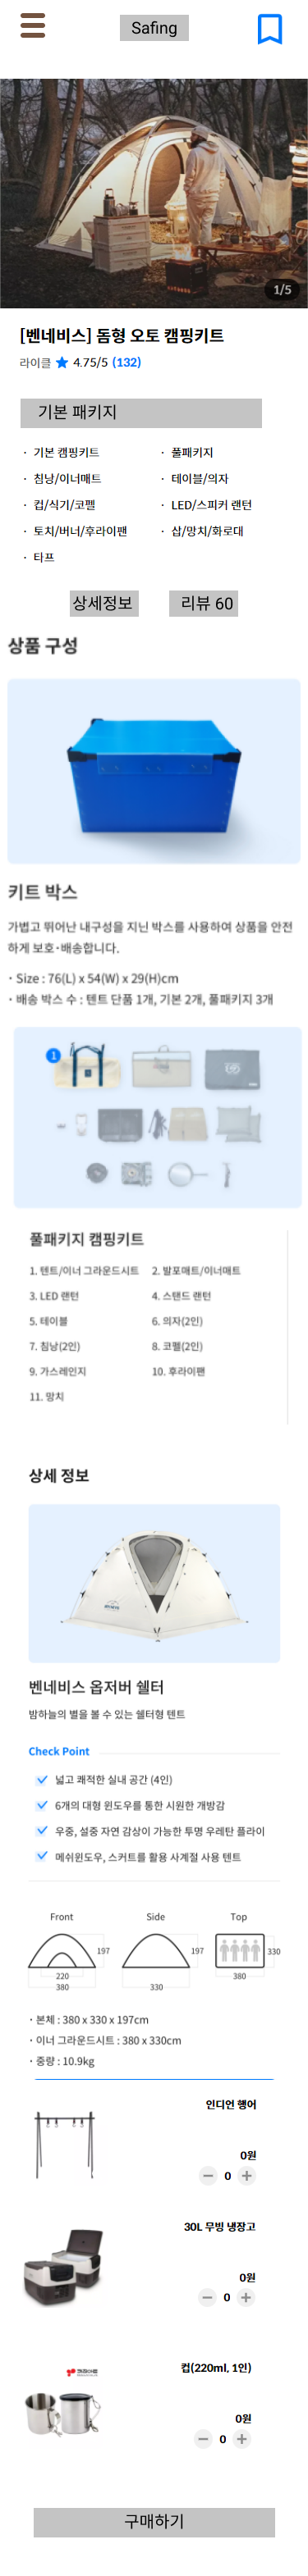 Safing
1/5
[벤네비스] 돔형 오토 캠핑키트
라이클 ★ 4.75/5 (132)
기본 패키지
· 기본 캠핑키트 · 풀패키지
· 침낭/이너매트 · 테이블/의자
· 컵/식기/코펠 · LED/스피커 랜턴
· 토치/버너/후라이팬 · 삽/망치/화로대
· 타프
상세정보 리뷰 60
상품 구성
키트 박스
가볍고 뛰어난 내구성을 지닌 박스를 사용하여 상품을 안전
하게 보호·배송합니다.
· Size : 76(L) x 54(W) x 29(H)cm
· 배송 박스 수 : 텐트 단품 1개, 기본 2개, 풀패키지 3개
1
풀패키지 캠핑키트
1. 텐트/이너 그라운드시트 2. 발포매트/이너매트
3. LED 랜턴 4. 스탠드 랜턴
5. 테이블 6. 의자(2인)
7. 침낭(2인) 8. 코펠(2인)
9. 가스레인지 10. 후라이팬
11. 망치
상세 정보
벤네비스 옵저버 쉘터
밤하늘의 별을 볼 수 있는 쉘터형 텐트
Check Point
넓고 쾌적한 실내 공간 (4인)
6개의 대형 윈도우를 통한 시원한 개방감
우중, 설중 자연 감상이 가능한 투명 우레탄 플라이
메쉬윈도우, 스커트를 활용 사계절 사용 텐트
Front Side Top
197 197 330
220 380
380 330
· 본체 : 380 x 330 x 197cm
· 이너 그라운드시트 : 380 x 330cm
· 중량 : 10.9kg
인디언 행어
0원
0
30L 무빙 냉장고
0원
0
컵(220ml, 1인)
0원
0
구매하기